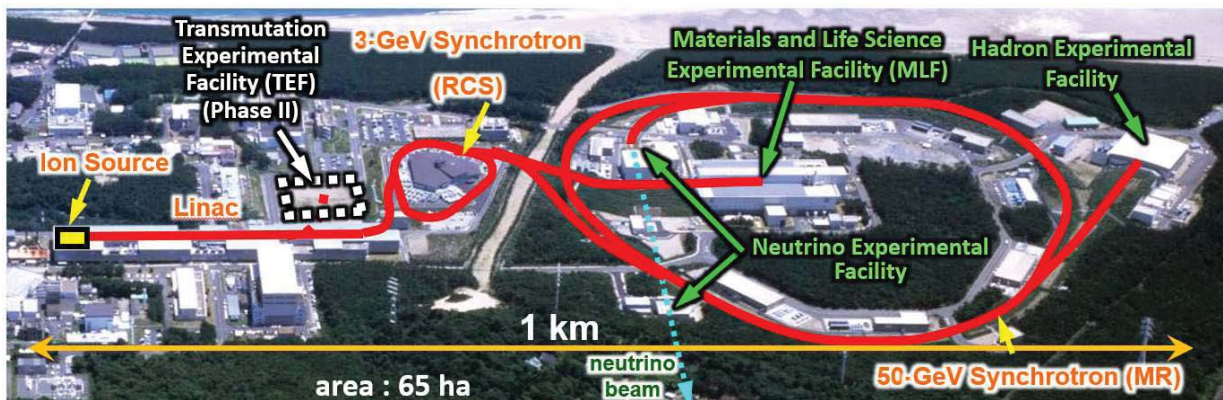 Transmutation
Experimental
Facility (TEF)
(Phase II)
3-GeV Synchrotron
(RCS)
Materials and Life Science
Experimental Facility (MLF)
Hadron Experimental
Facility
Ion Source
Linac
Neutrino Experimental
Facility
1 km
neutrino
beam
area : 65 ha
50-GeV Synchrotron (MR)